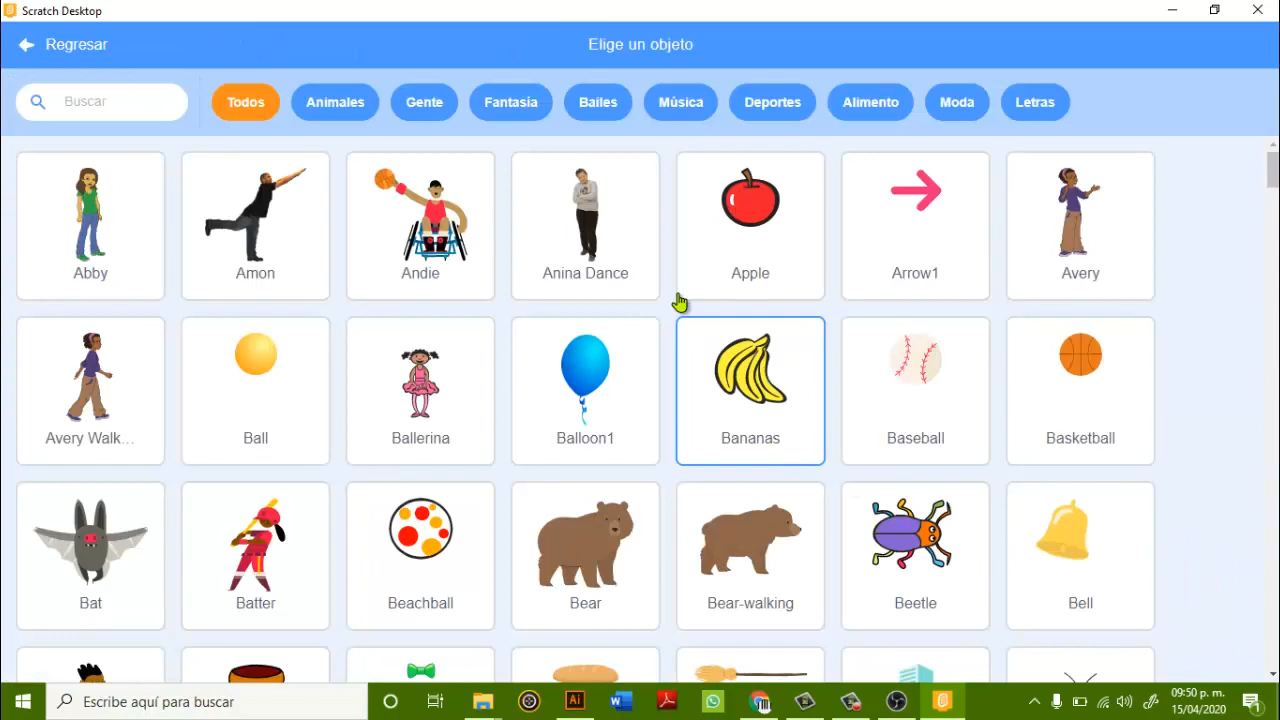 Scratch Desktop
Regresar
Elige un objeto
Buscar
Todos
Animales
Gente
Fantasía
Bailes
Música
Deportes
Alimento
Moda
Letras
Abby
Amon
Andie
Anina Dance
Apple
Arrow1
Avery
Avery Walk...
Ball
Ballerina
Balloon1
Bananas
Baseball
Basketball
Bat
Batter
Beachball
Bear
Bear-walking
Beetle
Bell
Escribe aquí para buscar
Ai
09:50 p. m.
15/04/2020
1